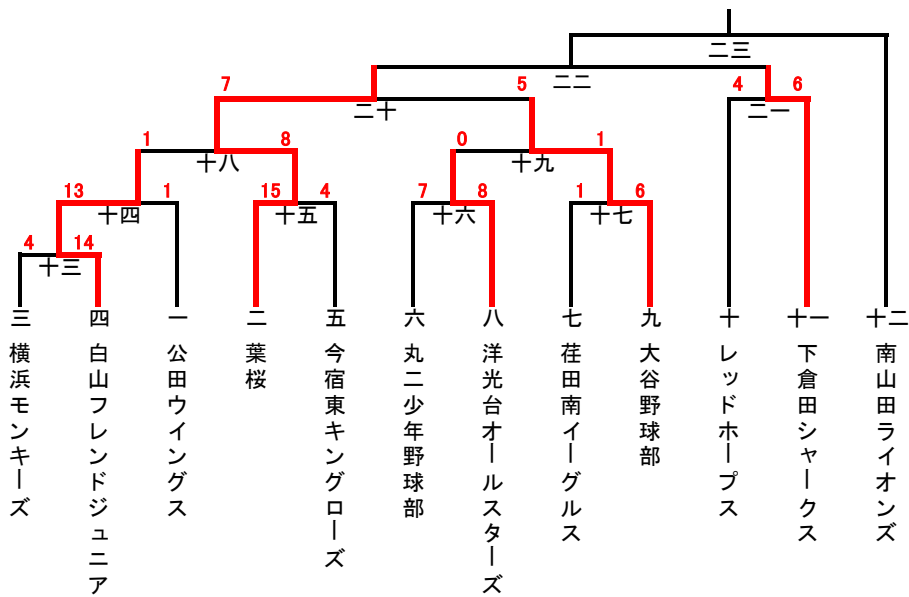 二三
二二
7
5
4
6
二十
二一
1
8
0
1
十八
十九
13
1
15
4
7
8
1
6
十四
十五
十六
十七
4
14
十三
三
四
一
二
五
六
八
七
九
十
十一
十二
横浜モンキーズ
白山フレンドジュニア
公田ウイングス
葉桜
今宿東キングローズ
丸二少年野球部
洋光台オールスターズ
荏田南イーグルス
大谷野球部
レッドホープス
下倉田シャークス
南山田ライオンズ